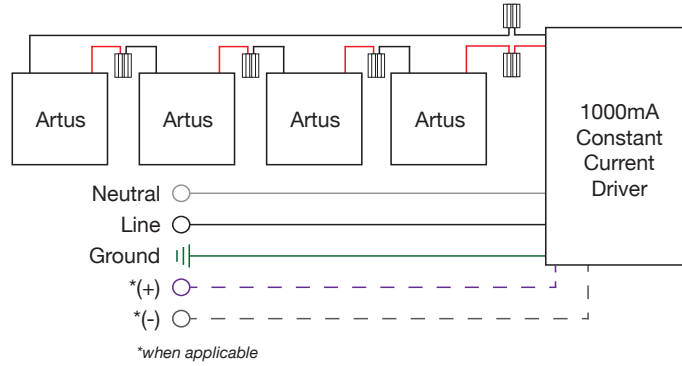 Artus
Artus
Artus
Artus
1000mA
Constant
Current
Driver
Neutral
Line
Ground
*(+)
*(-)
*when applicable